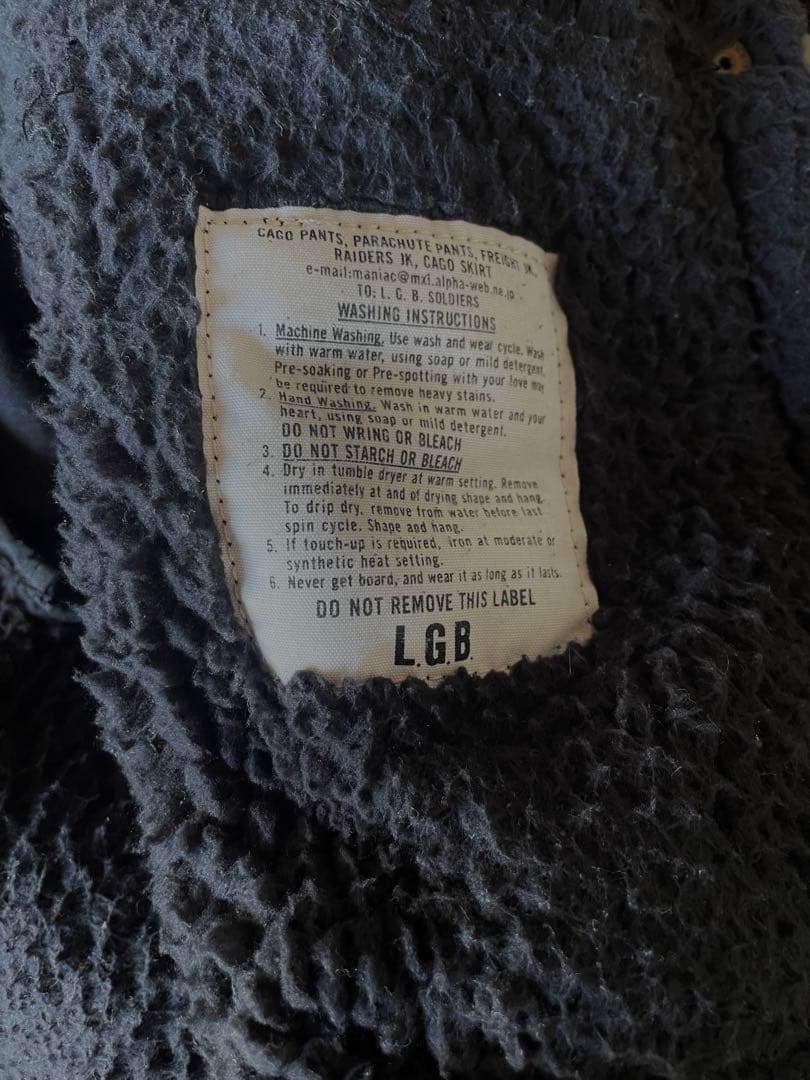 CAGO PANTS, PARACHUTE PANTS, FREIGHT JK,
RAIDERS JK, CAGO SKIRT
e-mail:maniac@mx1.alpha-web.ne.jp
TO: L. G. B. SOLDIERS
WASHING INSTRUCTIONS
1. Machine Washing. Use wash and wear cycle. Wash
with warm water, using soap or mild detergent.
Pre-soaking or Pre-spotting with your love may
be required to remove heavy stains.
2. Hand Washing. Wash in warm water and your
heart, using soap or mild detergent.
DO NOT WRING OR BLEACH
3. DO NOT STARCH OR BLEACH
4. Dry in tumble dryer at warm setting. Remove
immediately at and of drying shape and hang.
To drip dry, remove from water before last
spin cycle. Shape and hang.
5. If touch-up is required, iron at moderate or
synthetic heat setting.
6. Never get board, and wear it as long as it lasts.
DO NOT REMOVE THIS LABEL
L.G.B.